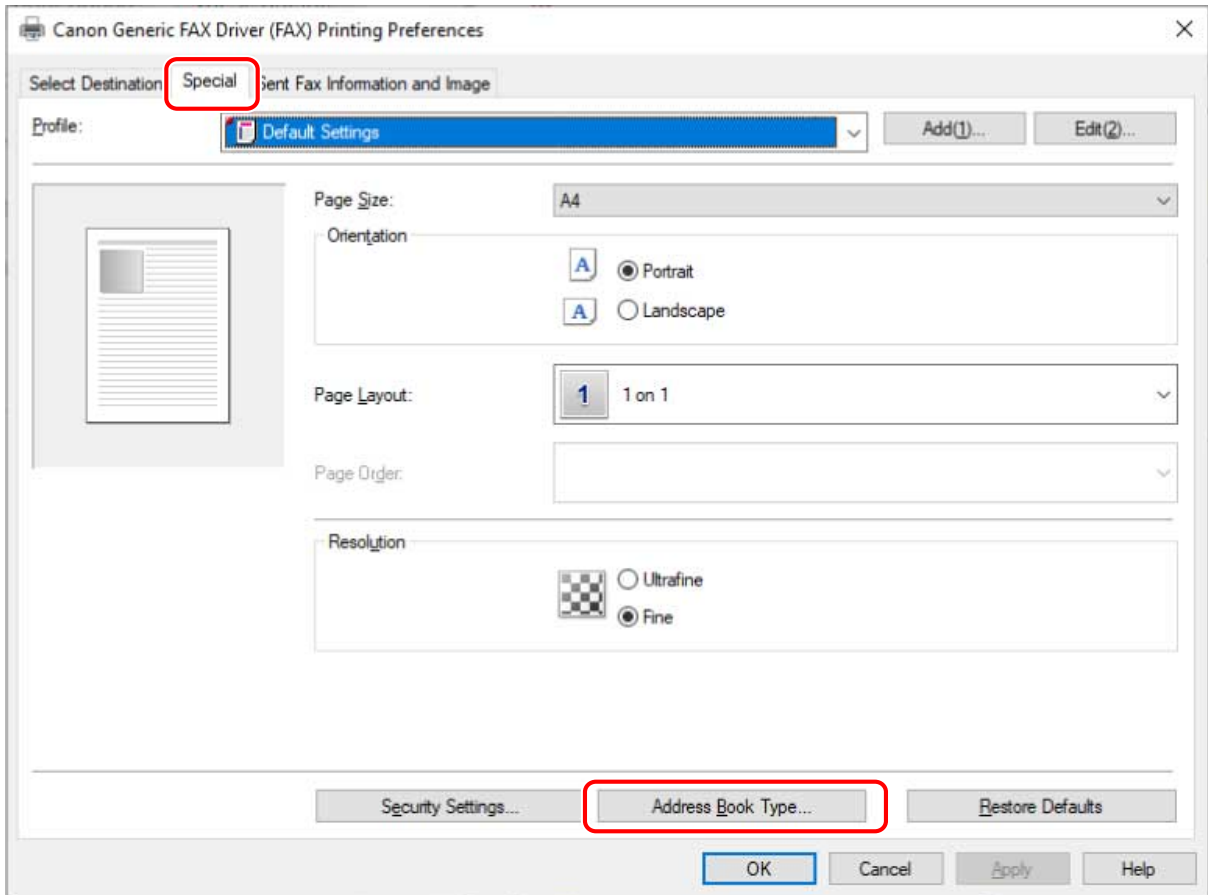 Canon Generic FAX Driver (FAX) Printing Preferences
Select Destination Special Sent Fax Information and Image
Profile: Default Settings Add(1)... Edit(2)...
Page Size: A4
Orientation
A Portrait
A Landscape
Page Layout: 1 1 on 1
Page Order:
Resolution
Ultrafine
Fine
Security Settings... Address Book Type... Restore Defaults
OK Cancel Apply Help